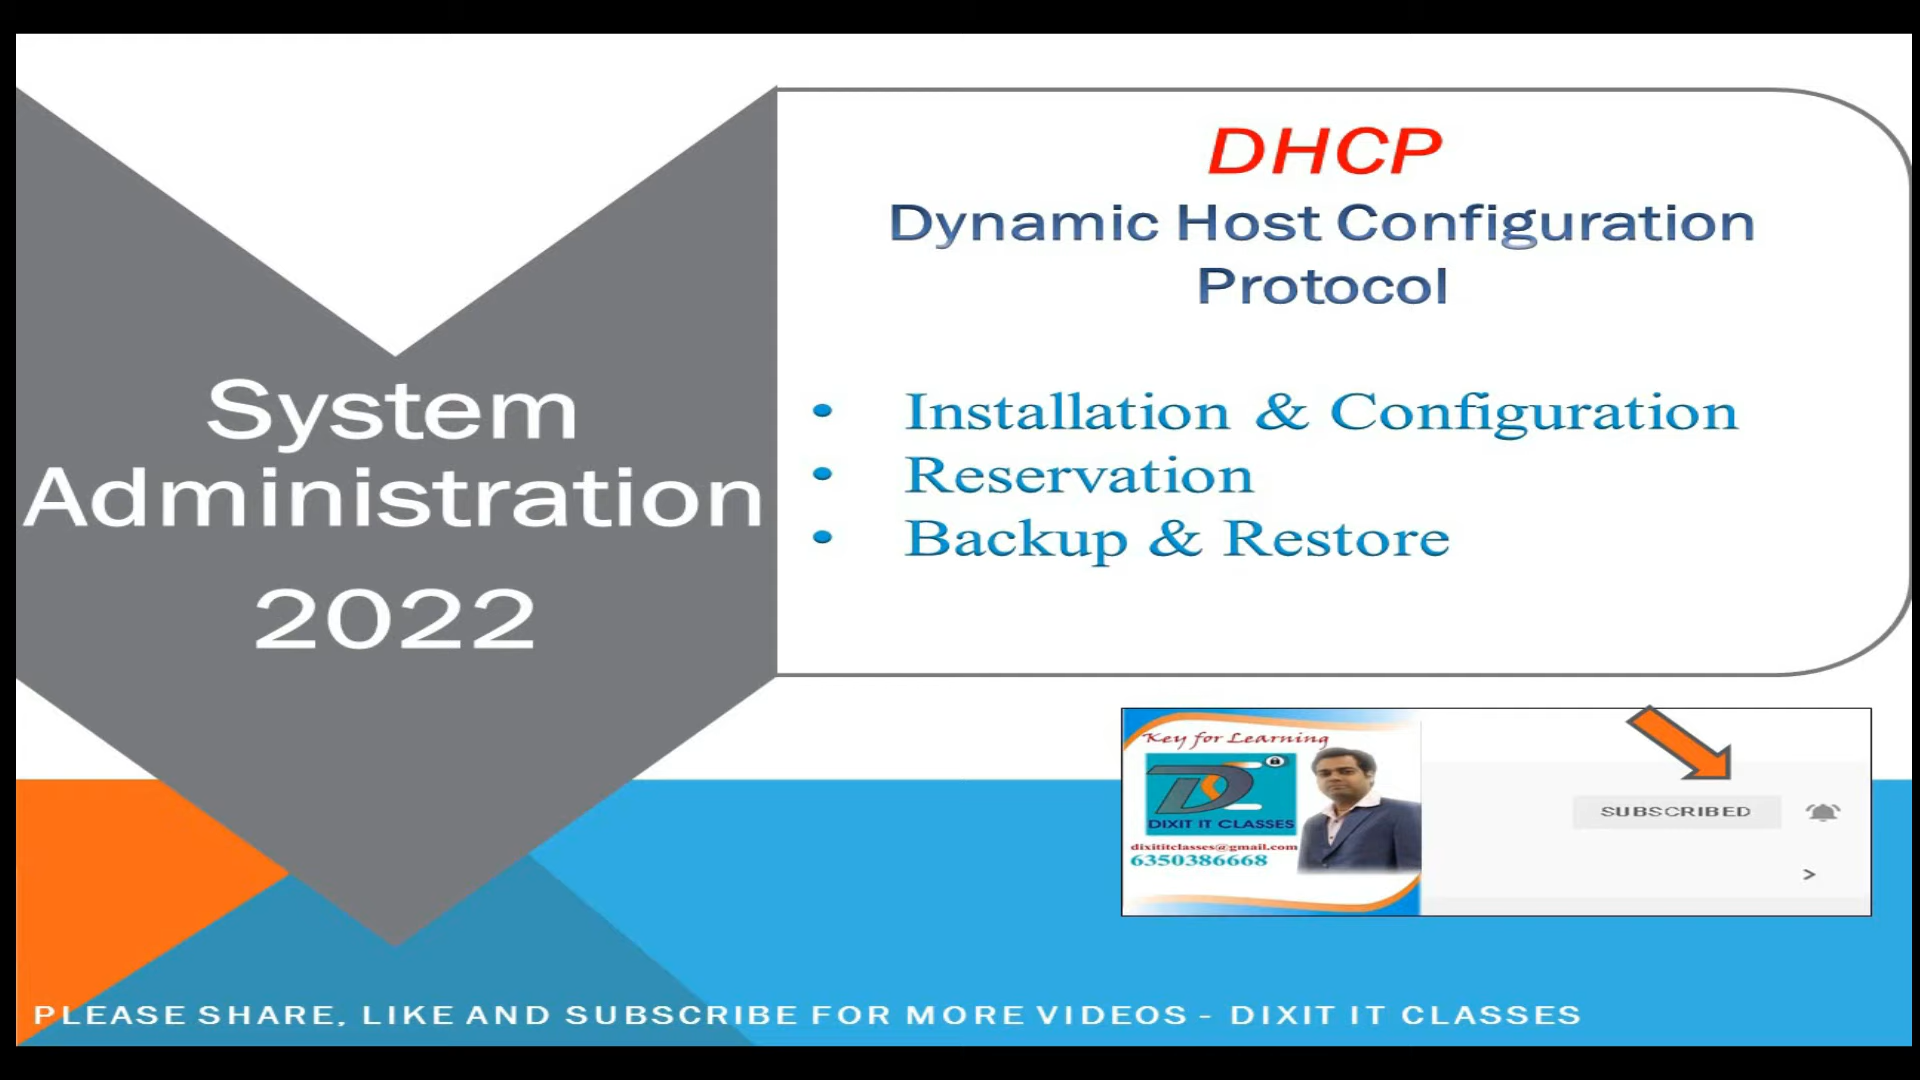 System
Administration
2022
DHCP
Dynamic Host Configuration
Protocol
• Installation & Configuration
• Reservation
• Backup & Restore
Key for Learning
DIXIT IT CLASSES
dixititclasses@gmail.com
6350386668
SUBSCRIBED
>
PLEASE SHARE, LIKE AND SUBSCRIBE FOR MORE VIDEOS - DIXIT IT CLASSES